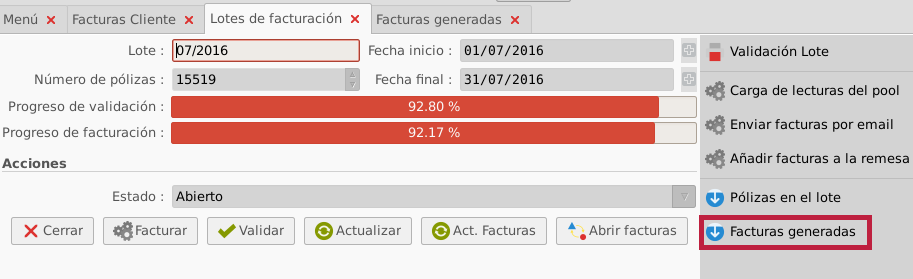 Menú
Facturas Cliente
Lotes de facturación
Facturas generadas
Lote :
07/2016
Fecha inicio :
01/07/2016
Número de pólizas :
15519
Fecha final :
31/07/2016
Progreso de validación :
92.80 %
Progreso de facturación :
92.17 %
Acciones
Estado :
Abierto
Cerrar
Facturar
Validar
Actualizar
Act. Facturas
Abrir facturas
Validación Lote
Carga de lecturas del pool
Enviar facturas por email
Añadir facturas a la remesa
Pólizas en el lote
Facturas generadas